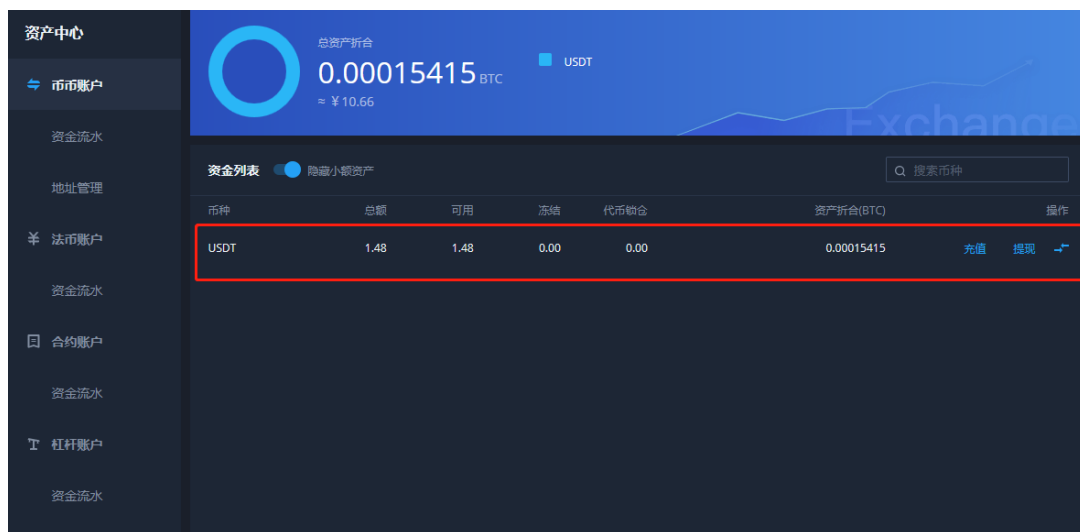 资产中心
币币账户
资金流水
地址管理
法币账户
资金流水
合约账户
资金流水
杠杆账户
资金流水
总资产折合
0.00015415 BTC
≈ ¥10.66
USDT
Exchange
资金列表 隐藏小额资产 搜索币种
币种 总额 可用 冻结 代币锁仓 资产折合(BTC) 操作
USDT 1.48 1.48 0.00 0.00 0.00015415 充值 提现